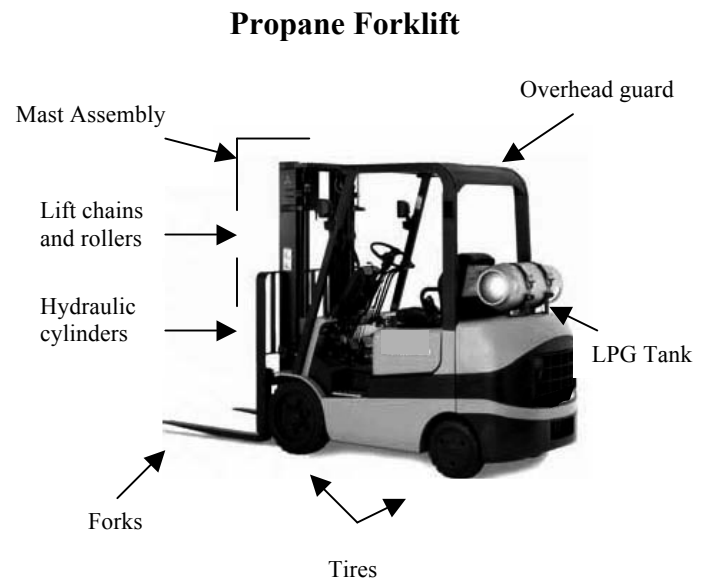 Propane Forklift
Overhead guard
Mast Assembly
Lift chains
and rollers
Hydraulic
cylinders
LPG Tank
Forks
Tires